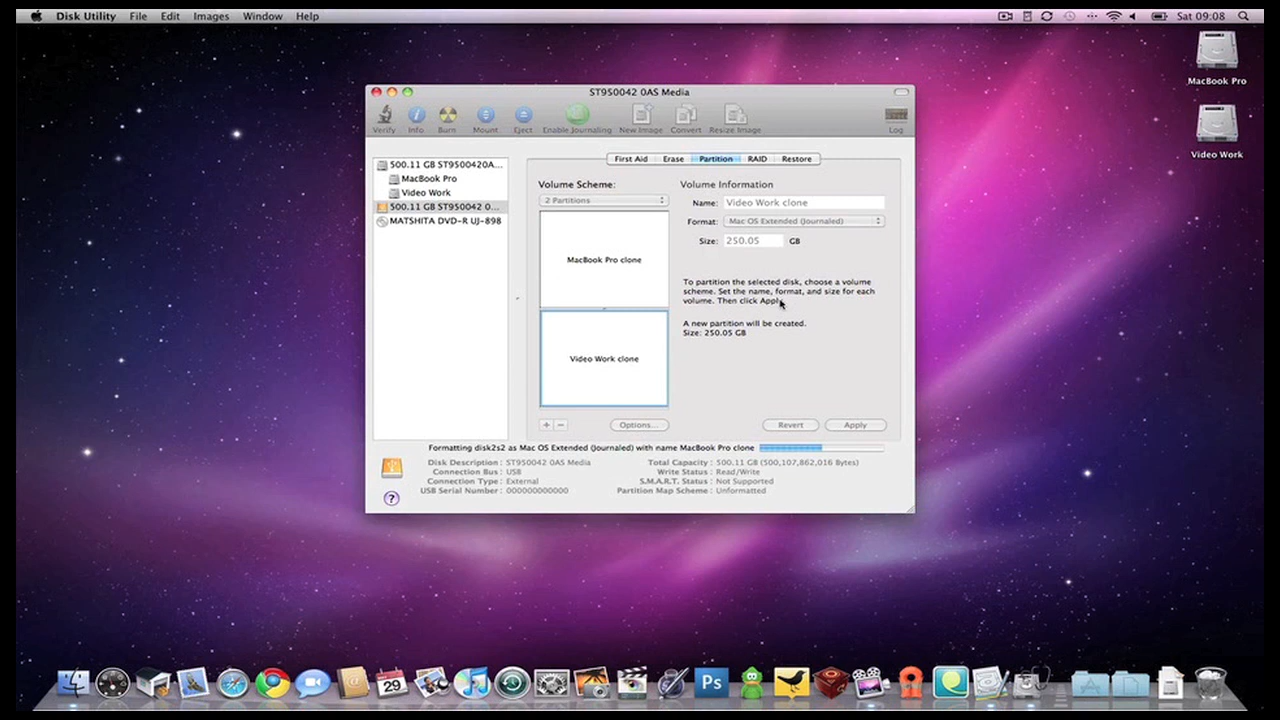 Disk Utility File Edit Images Window Help
Sat 09:08
MacBook Pro
Video Work
ST950042 0AS Media
Verify Info Burn Mount Eject Enable Journaling New Image Convert Resize Image Log
500.11 GB ST9500420A...
MacBook Pro
Video Work
500.11 GB ST950042 0...
MATSHITA DVD-R UJ-898
First Aid Erase Partition RAID Restore
Volume Scheme:
2 Partitions
MacBook Pro clone
Video Work clone
+ −
Options...
Volume Information
Name: Video Work clone
Format: Mac OS Extended (Journaled)
Size: 250.05 GB
To partition the selected disk, choose a volume
scheme. Set the name, format, and size for each
volume. Then click Apply.
A new partition will be created.
Size: 250.05 GB
Revert Apply
Formatting disk2s2 as Mac OS Extended (Journaled) with name MacBook Pro clone
Disk Description : ST950042 0AS Media
Connection Bus : USB
Connection Type : External
USB Serial Number : 000000000000
Total Capacity : 500.11 GB (500,107,862,016 Bytes)
Write Status : Read/Write
S.M.A.R.T. Status : Not Supported
Partition Map Scheme : Unformatted
?
29
Ps